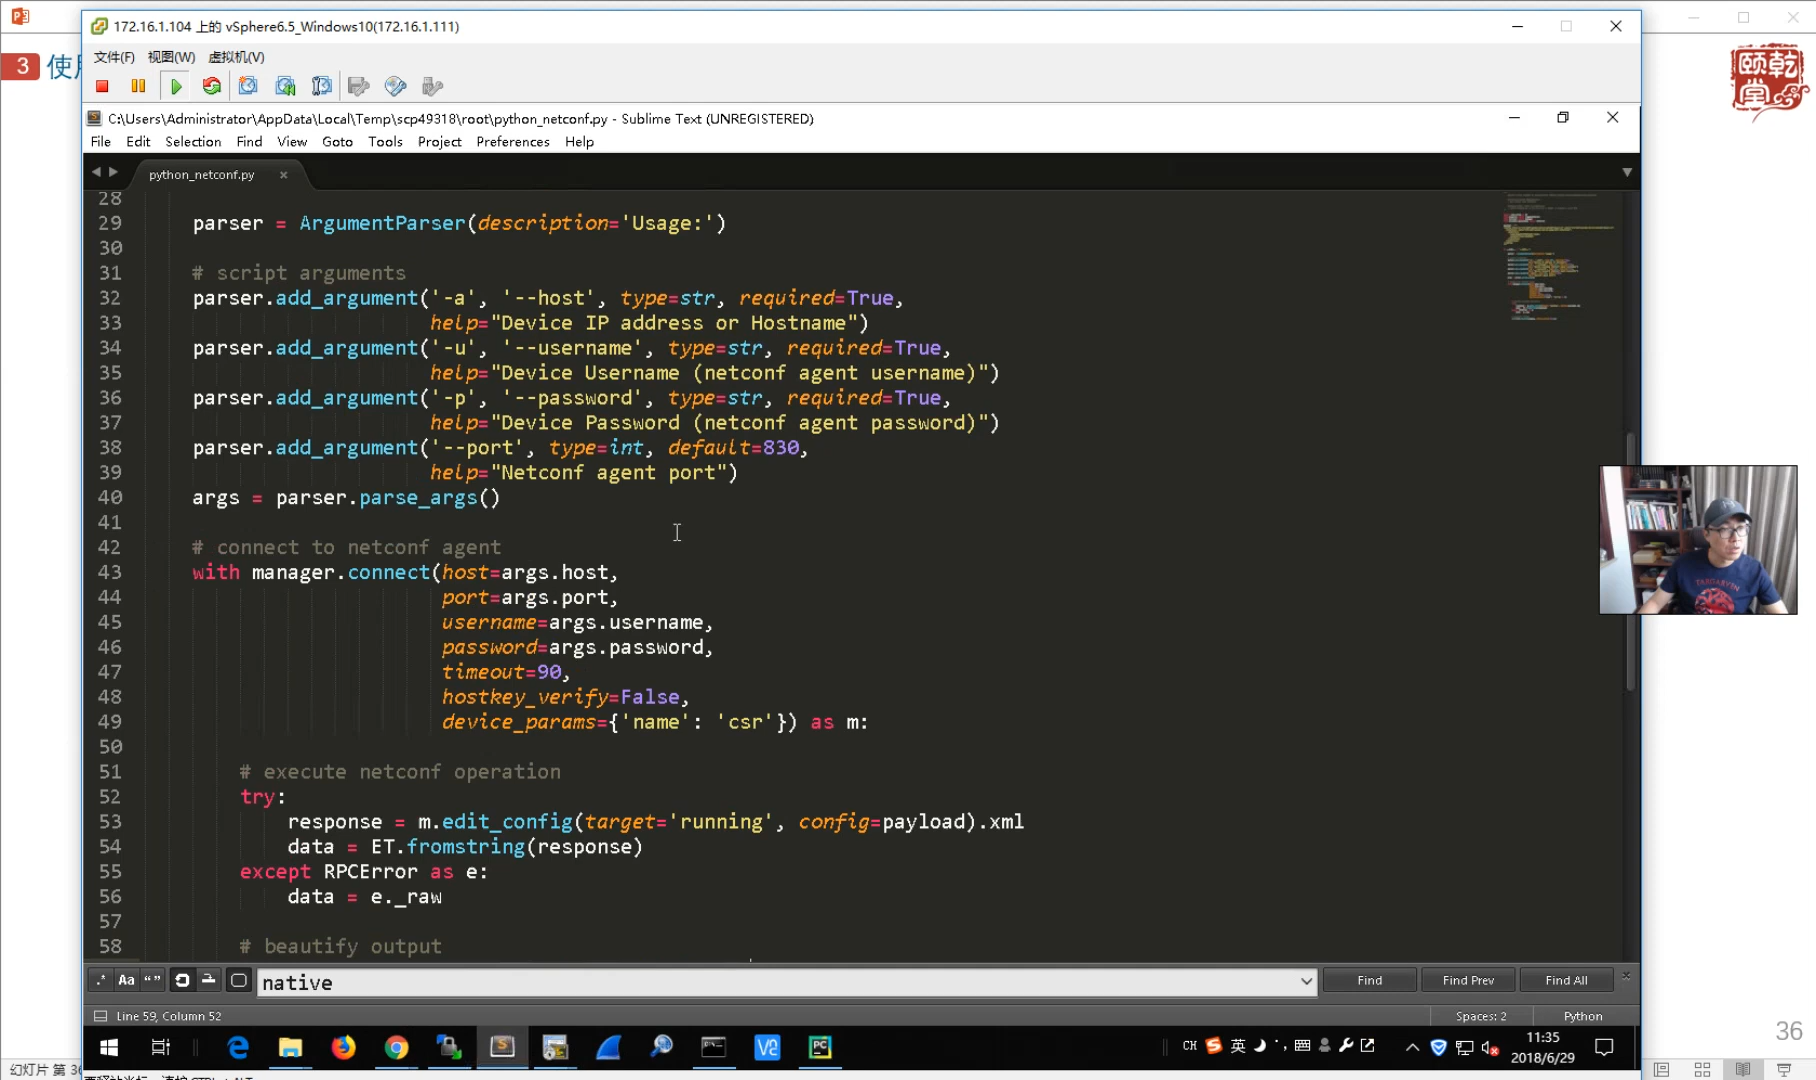 172.16.1.104 上的 vSphere6.5_Windows10(172.16.1.111)
3
文件(F) 视图(W) 虚拟机(V)
颐乾堂
C:\Users\Administrator\AppData\Local\Temp\scp49318\root\python_netconf.py - Sublime Text (UNREGISTERED)
File Edit Selection Find View Goto Tools Project Preferences Help
python_netconf.py
28
29 parser = ArgumentParser(description='Usage:')
30
31 # script arguments
32 parser.add_argument('-a', '--host', type=str, required=True,
33 help="Device IP address or Hostname")
34 parser.add_argument('-u', '--username', type=str, required=True,
35 help="Device Username (netconf agent username)")
36 parser.add_argument('-p', '--password', type=str, required=True,
37 help="Device Password (netconf agent password)")
38 parser.add_argument('--port', type=int, default=830,
39 help="Netconf agent port")
40 args = parser.parse_args()
41
42 # connect to netconf agent
43 with manager.connect(host=args.host,
44 port=args.port,
45 username=args.username,
46 password=args.password,
47 timeout=90,
48 hostkey_verify=False,
49 device_params={'name': 'csr'}) as m:
50
51 # execute netconf operation
52 try:
53 response = m.edit_config(target='running', config=payload).xml
54 data = ET.fromstring(response)
55 except RPCError as e:
56 data = e._raw
57
58 # beautify output
.* Aa “” native Find Find Prev Find All
Line 59, Column 52 Spaces: 2 Python
CH 英 11:35
2018/6/29
36
幻灯片 第 36